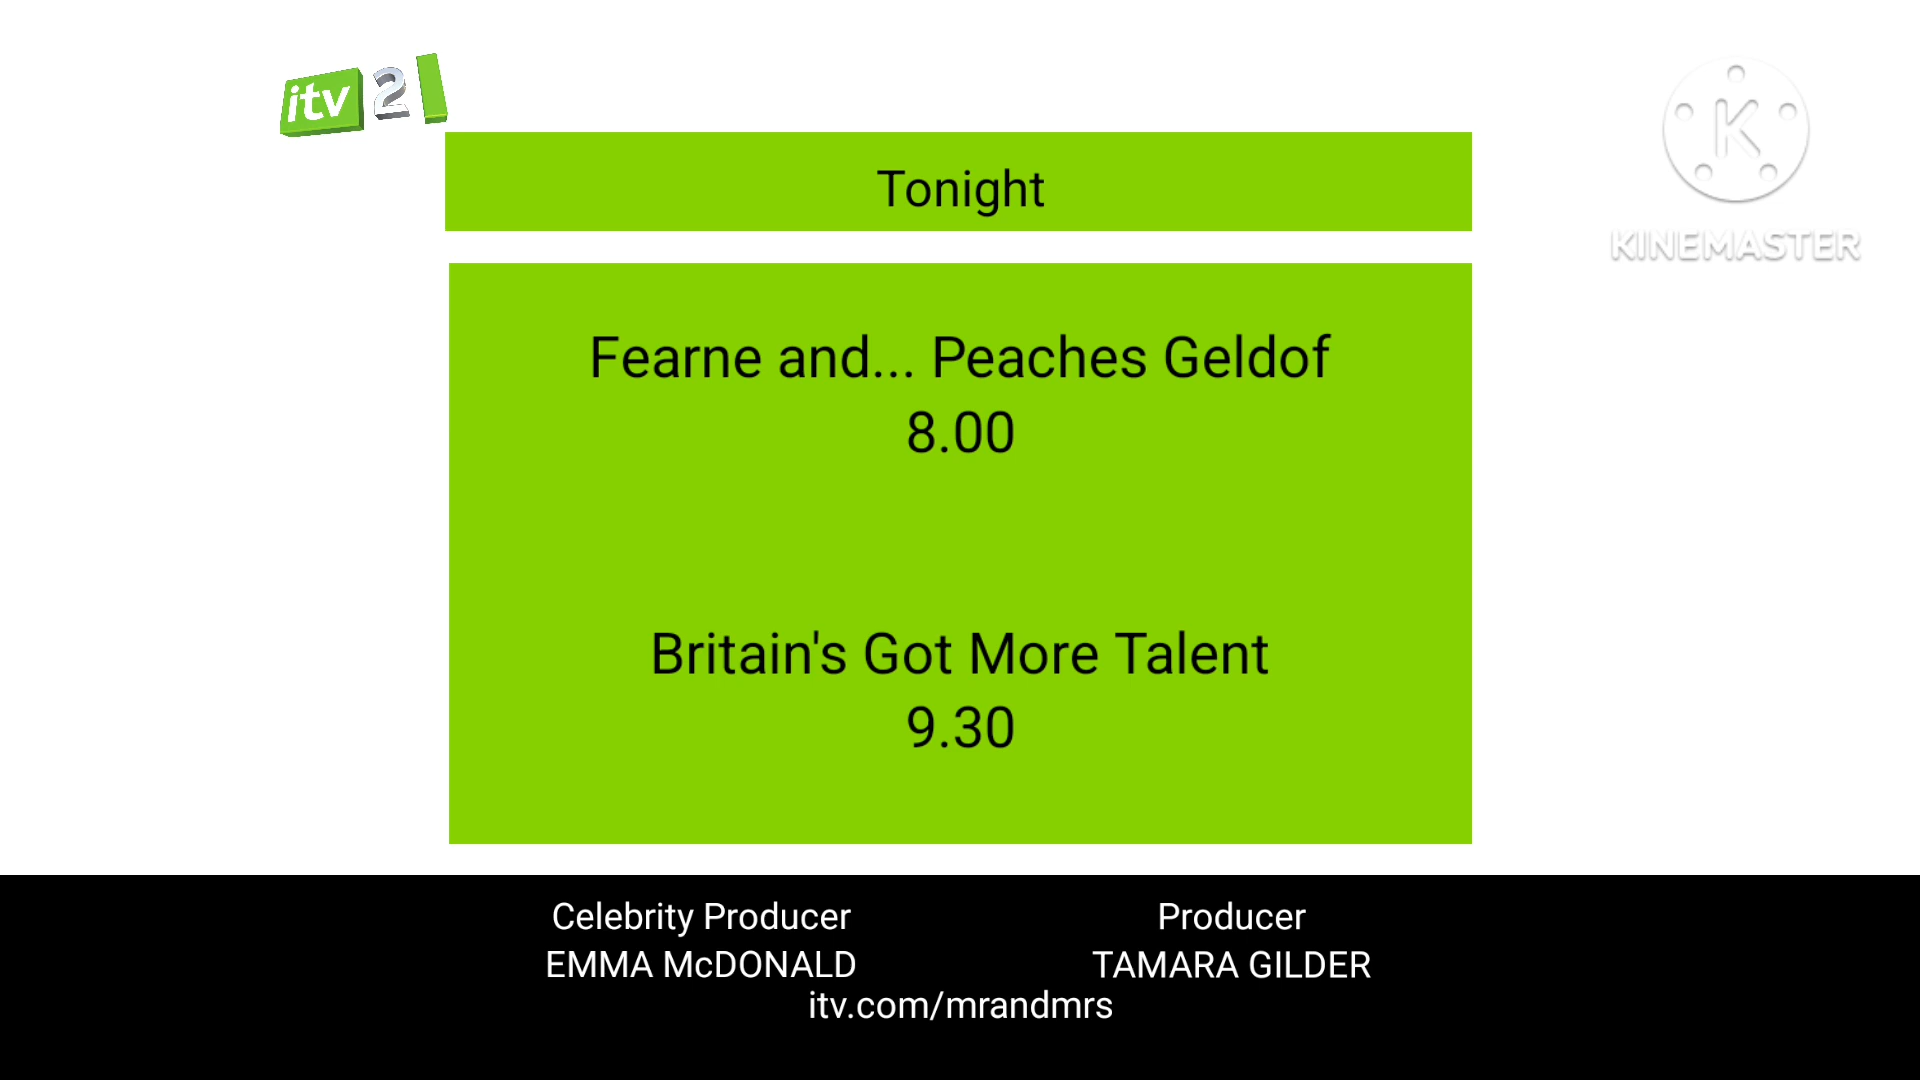 itv 2
K
KINEMASTER
Tonight
Fearne and... Peaches Geldof
8.00
Britain's Got More Talent
9.30
Celebrity Producer
EMMA McDONALD
Producer
TAMARA GILDER
itv.com/mrandmrs